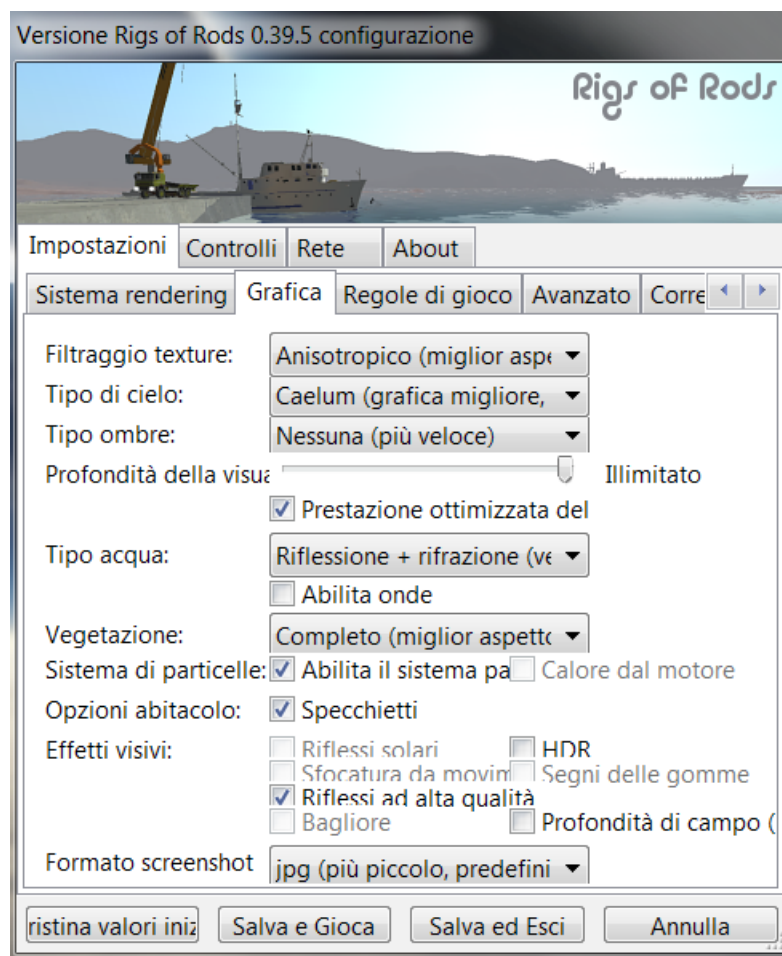 Versione Rigs of Rods 0.39.5 configurazione
Rigs of Rods
Impostazioni Controlli Rete About
Sistema rendering Grafica Regole di gioco Avanzato Corre
Filtraggio texture: Anisotropico (miglior aspe
Tipo di cielo: Caelum (grafica migliore,
Tipo ombre: Nessuna (più veloce)
Profondità della visua Illimitato
Prestazione ottimizzata del
Tipo acqua: Riflessione + rifrazione (ve
Abilita onde
Vegetazione: Completo (miglior aspetto
Sistema di particelle: Abilita il sistema pa Calore dal motore
Opzioni abitacolo: Specchietti
Effetti visivi: Riflessi solari HDR
Sfocatura da movim Segni delle gomme
Riflessi ad alta qualità
Bagliore Profondità di campo (
Formato screenshot jpg (più piccolo, predefini
ristina valori iniz Salva e Gioca Salva ed Esci Annulla